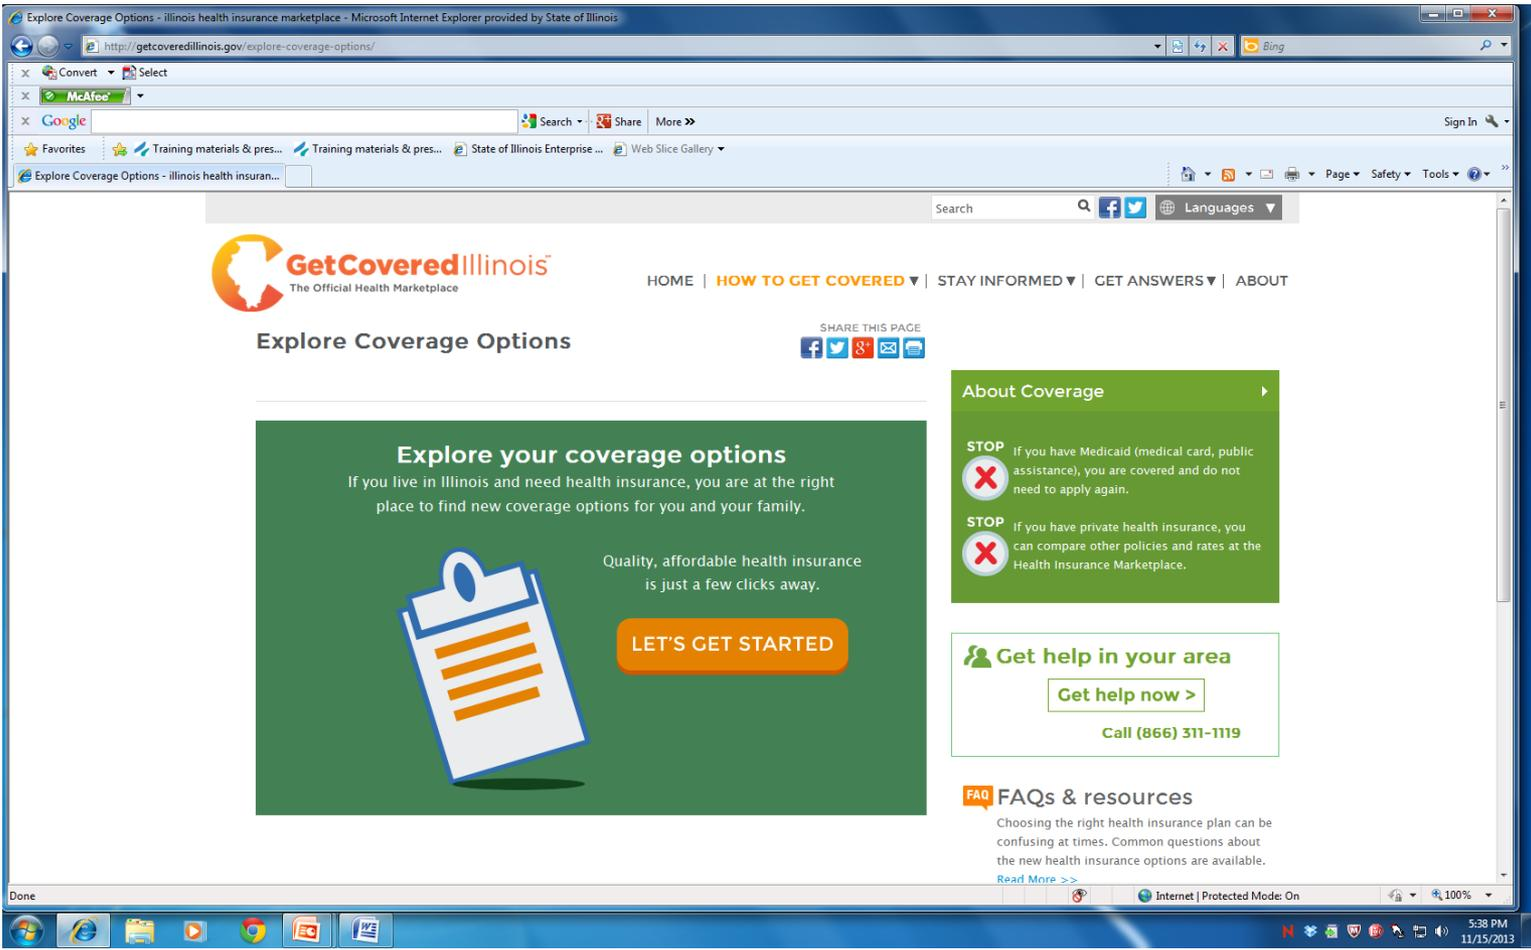 Explore Coverage Options - illinois health insurance marketplace - Microsoft Internet Explorer provided by State of Illinois
http://getcoveredillinois.gov/explore-coverage-options/
Bing
x Convert Select
x McAfee
x Google Search Share More >> Sign In
Favorites Training materials & pres... Training materials & pres... State of Illinois Enterprise ... Web Slice Gallery
Explore Coverage Options - illinois health insuran...
Page Safety Tools
Search Languages
GetCoveredIllinois™
The Official Health Marketplace
HOME | HOW TO GET COVERED | STAY INFORMED | GET ANSWERS | ABOUT
Explore Coverage Options
SHARE THIS PAGE
Explore your coverage options
If you live in Illinois and need health insurance, you are at the right
place to find new coverage options for you and your family.
Quality, affordable health insurance
is just a few clicks away.
LET'S GET STARTED
About Coverage
STOP
If you have Medicaid (medical card, public
assistance), you are covered and do not
need to apply again.
STOP
If you have private health insurance, you
can compare other policies and rates at the
Health Insurance Marketplace.
Get help in your area
Get help now >
Call (866) 311-1119
FAQ
FAQs & resources
Choosing the right health insurance plan can be
confusing at times. Common questions about
the new health insurance options are available.
Read More >>
Done
Internet | Protected Mode: On
100%
5:38 PM
11/15/2013